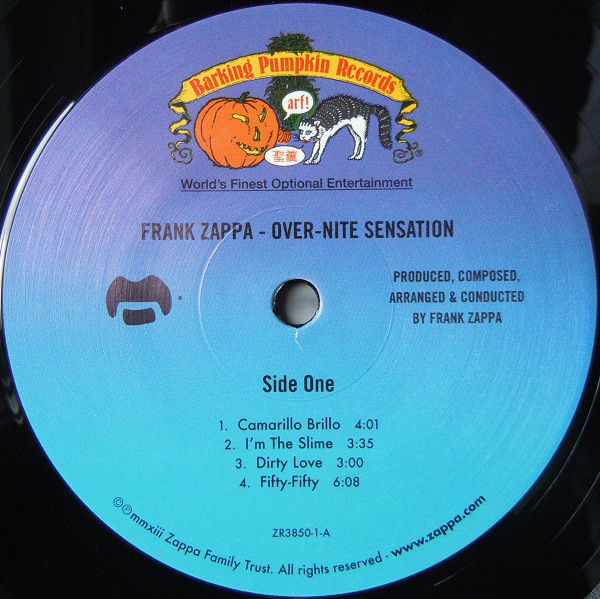 Barking Pumpkin Records
arf!
聖糞
®
World's Finest Optional Entertainment
FRANK ZAPPA - OVER-NITE SENSATION
PRODUCED, COMPOSED,
ARRANGED & CONDUCTED
BY FRANK ZAPPA
Side One
1. Camarillo Brillo 4:01
2. I'm The Slime 3:35
3. Dirty Love 3:00
4. Fifty-Fifty 6:08
ZR3850-1-A
©℗mmxiii Zappa Family Trust. All rights reserved - www.zappa.com